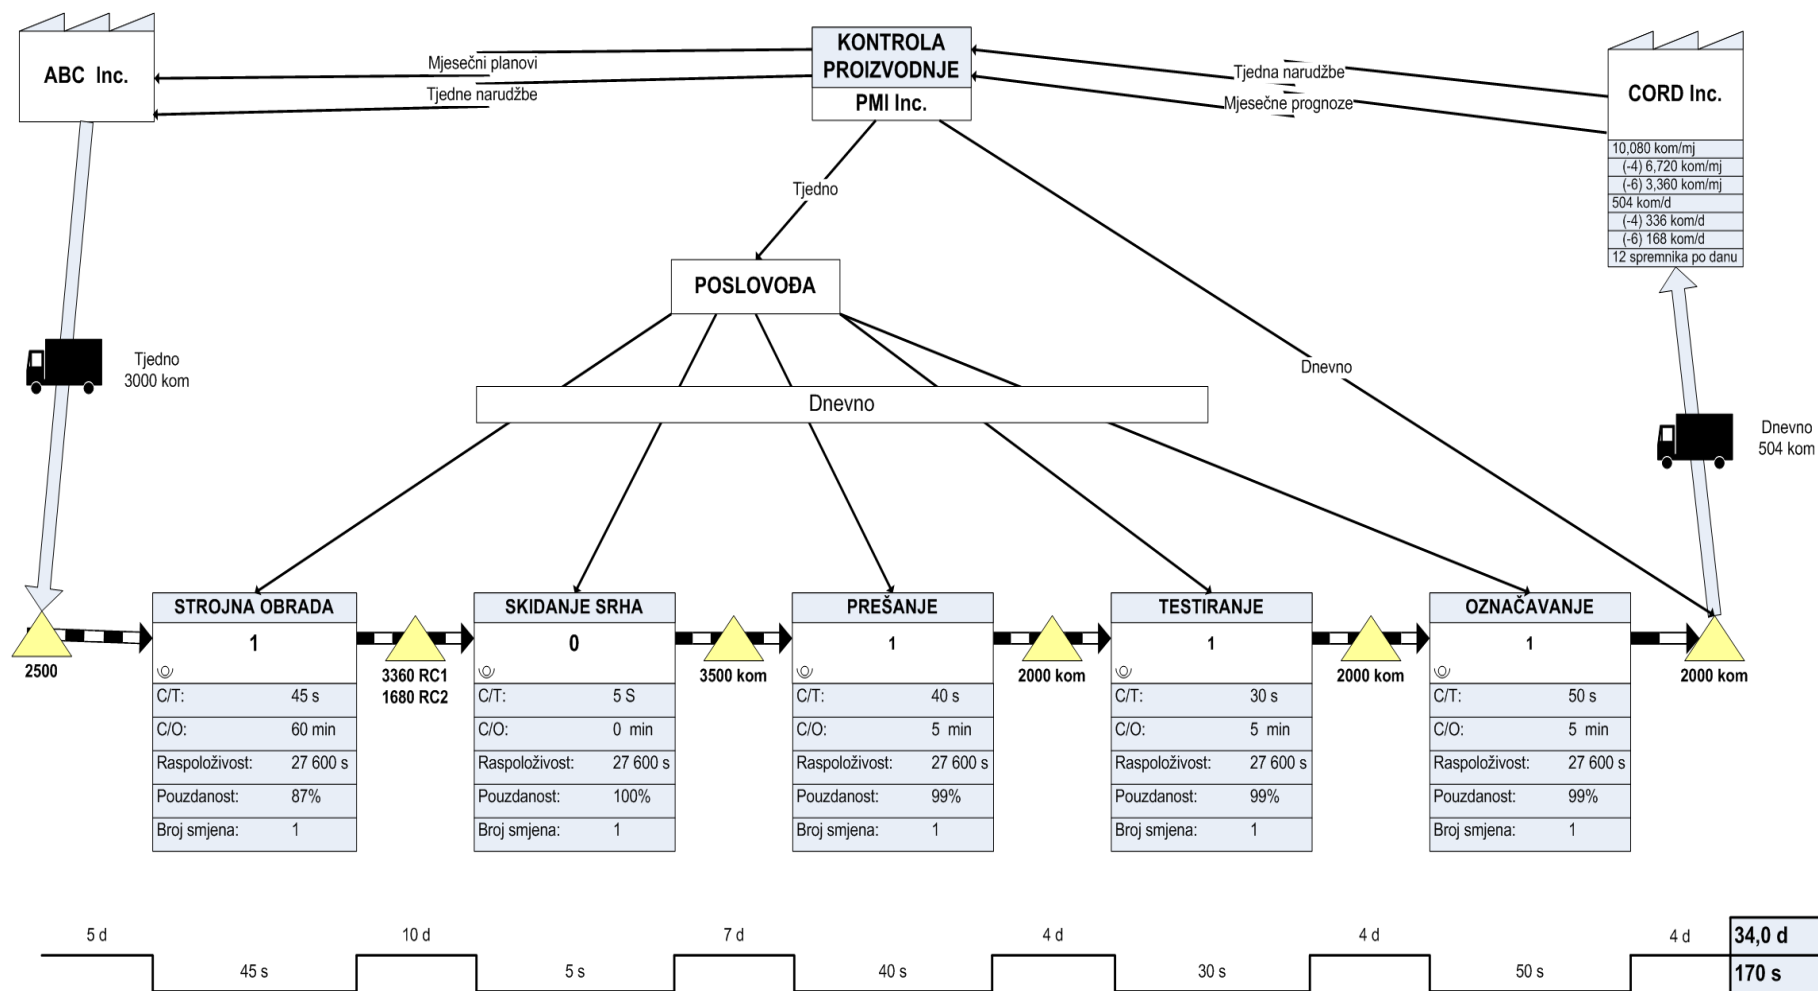 ABC Inc.
Mjesečni planovi
Tjedne narudžbe
KONTROLA
PROIZVODNJE
PMI Inc.
Tjedna narudžbe
Mjesečne prognoze
CORD Inc.
10,080 kom/mj
(-4) 6,720 kom/mj
(-6) 3,360 kom/mj
504 kom/d
(-4) 336 kom/d
(-6) 168 kom/d
12 spremnika po danu
Tjedno
POSLOVOĐA
Tjedno
3000 kom
Dnevno
Dnevno
Dnevno
504 kom
2500
STROJNA OBRADA
1
C/T: 45 s
C/O: 60 min
Raspoloživost: 27 600 s
Pouzdanost: 87%
Broj smjena: 1
3360 RC1
1680 RC2
SKIDANJE SRHA
0
C/T: 5 S
C/O: 0 min
Raspoloživost: 27 600 s
Pouzdanost: 100%
Broj smjena: 1
3500 kom
PREŠANJE
1
C/T: 40 s
C/O: 5 min
Raspoloživost: 27 600 s
Pouzdanost: 99%
Broj smjena: 1
2000 kom
TESTIRANJE
1
C/T: 30 s
C/O: 5 min
Raspoloživost: 27 600 s
Pouzdanost: 99%
Broj smjena: 1
2000 kom
OZNAČAVANJE
1
C/T: 50 s
C/O: 5 min
Raspoloživost: 27 600 s
Pouzdanost: 99%
Broj smjena: 1
2000 kom
5 d 10 d 7 d 4 d 4 d 4 d 34,0 d
45 s 5 s 40 s 30 s 50 s 170 s